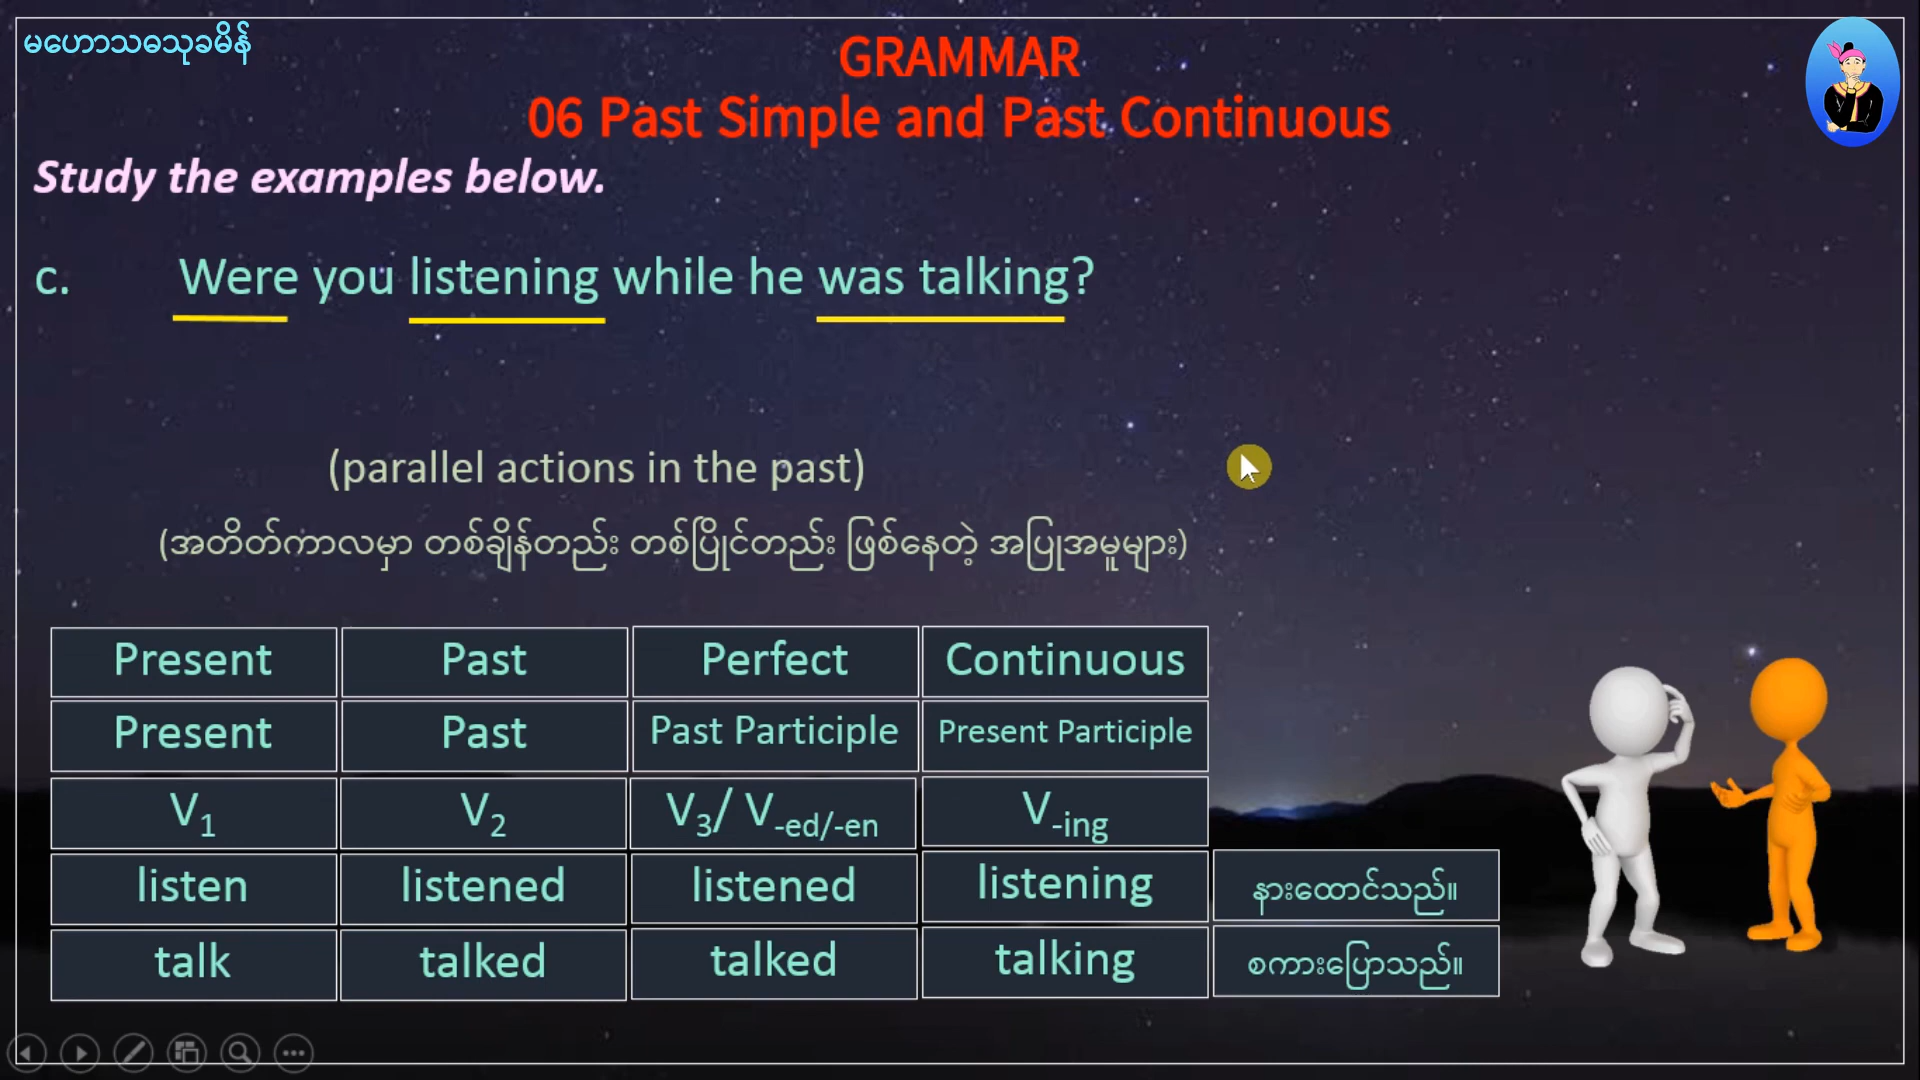 မဟောသဓသုခမိန်
GRAMMAR
06 Past Simple and Past Continuous
Study the examples below.
c. Were you listening while he was talking?
(parallel actions in the past)
(အတိတ်ကာလမှာ တစ်ချိန်တည်း တစ်ပြိုင်တည်း ဖြစ်နေတဲ့ အပြုအမူများ)
Present Past Perfect Continuous
Present Past Past Participle Present Participle
V1 V2 V3/ V-ed/-en V-ing
listen listened listened listening နားထောင်သည်။
talk talked talked talking စကားပြောသည်။